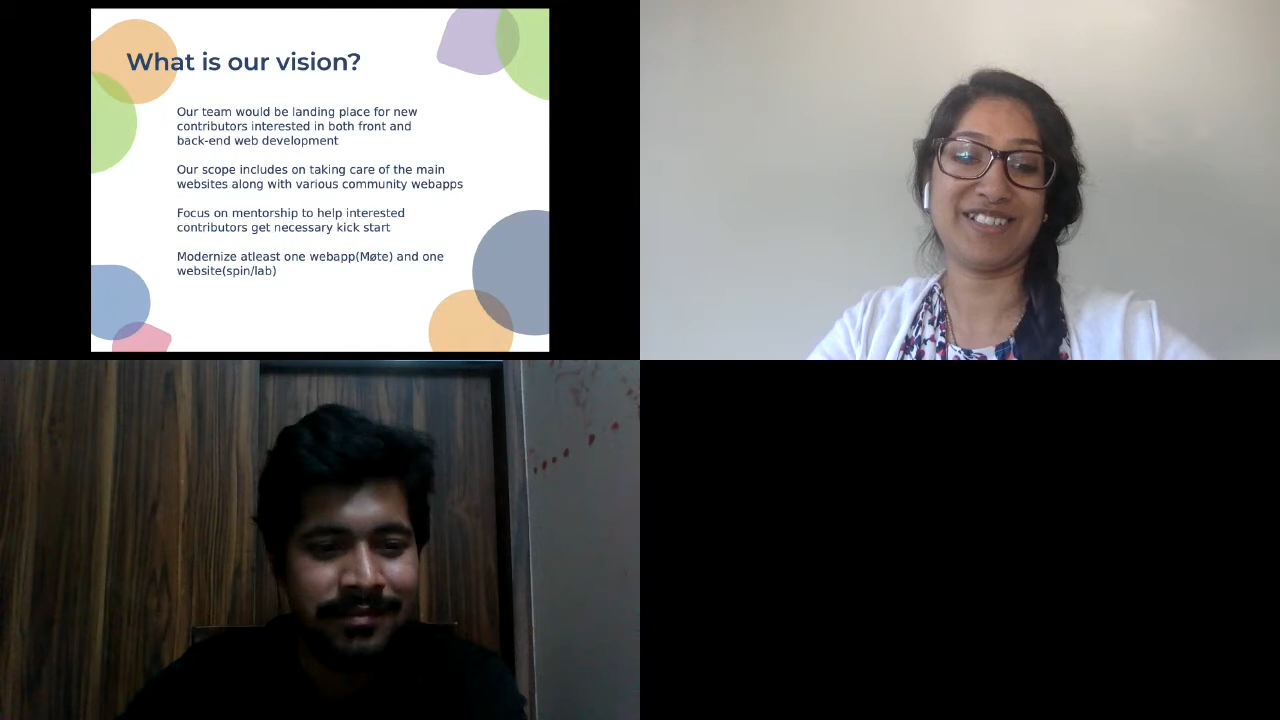 What is our vision?
Our team would be landing place for new
contributors interested in both front and
back-end web development
Our scope includes on taking care of the main
websites along with various community webapps
Focus on mentorship to help interested
contributors get necessary kick start
Modernize atleast one webapp(Møte) and one
website(spin/lab)